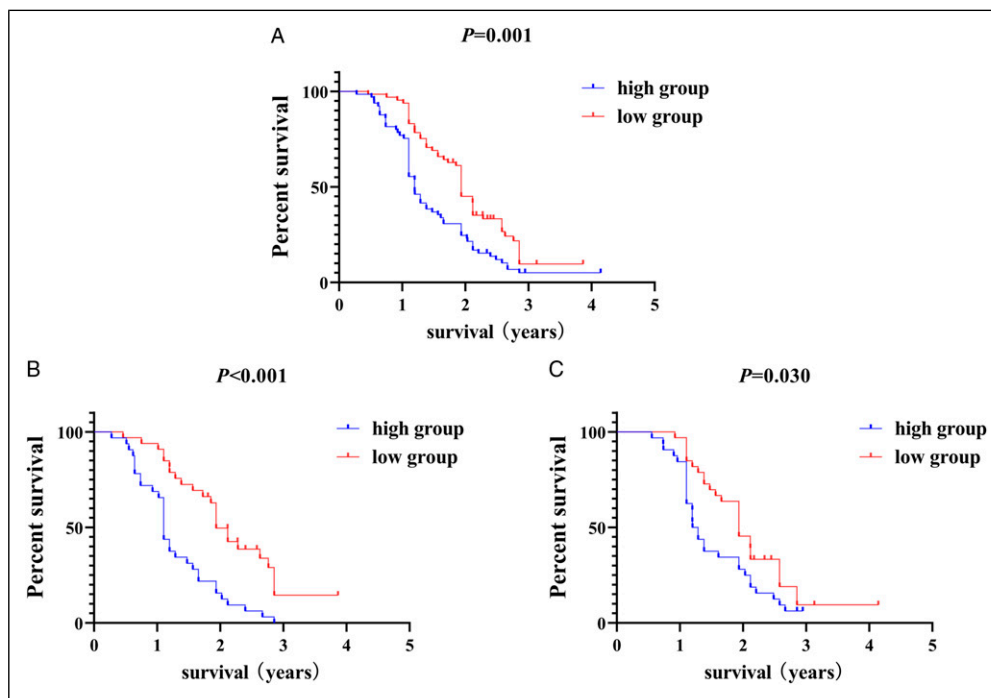 A
P=0.001
high group
low group
100
50
0
Percent survival
0 1 2 3 4 5
survival（years）
B
P<0.001
high group
low group
100
50
0
Percent survival
0 1 2 3 4 5
survival（years）
C
P=0.030
high group
low group
100
50
0
Percent survival
0 1 2 3 4 5
survival（years）